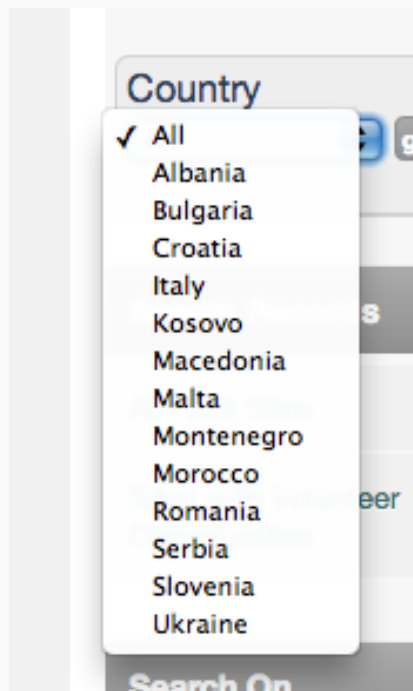 Country
✓ All
Albania
Bulgaria
Croatia
Italy
Kosovo
Macedonia
Malta
Montenegro
Morocco
Romania
Serbia
Slovenia
Ukraine
Search On